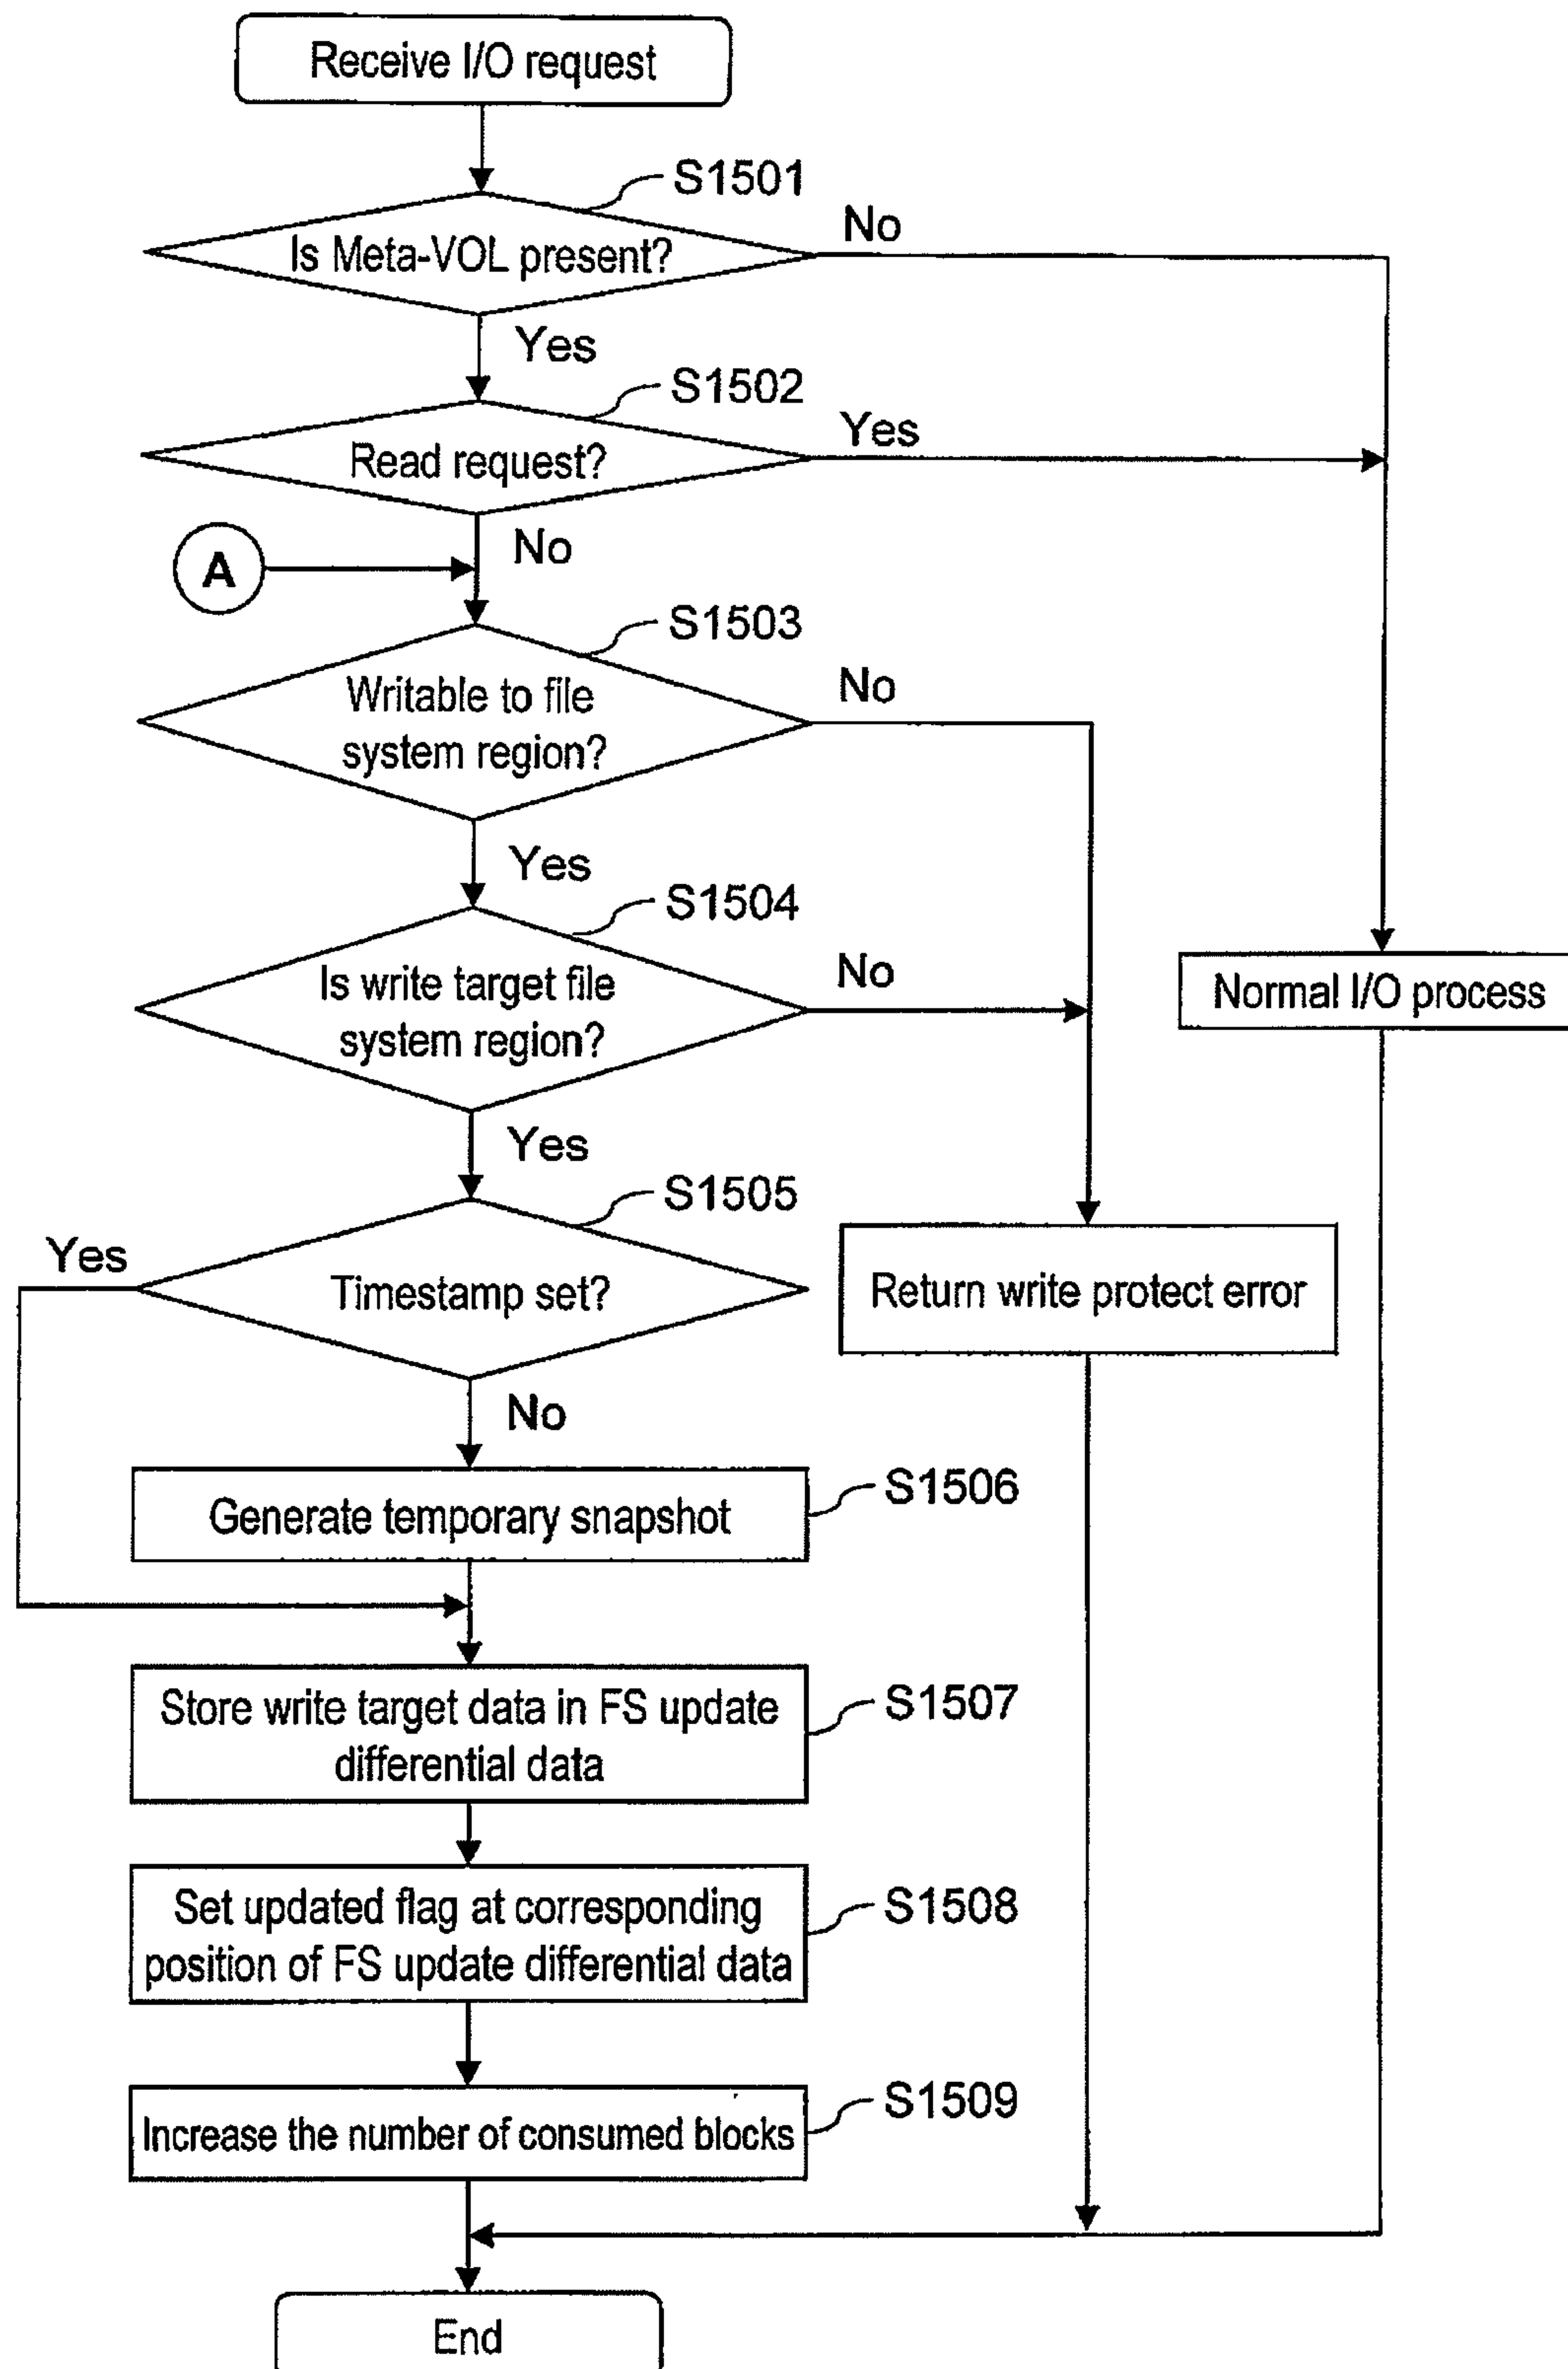 Receive I/O request
S1501
Is Meta-VOL present?
No
Yes
S1502
Read request?
Yes
No
A
S1503
Writable to file
system region?
No
Yes
S1504
Is write target file
system region?
No
Normal I/O process
Yes
S1505
Yes
Timestamp set?
Return write protect error
No
Generate temporary snapshot
S1506
Store write target data in FS update
differential data
S1507
Set updated flag at corresponding
position of FS update differential data
S1508
Increase the number of consumed blocks
S1509
End